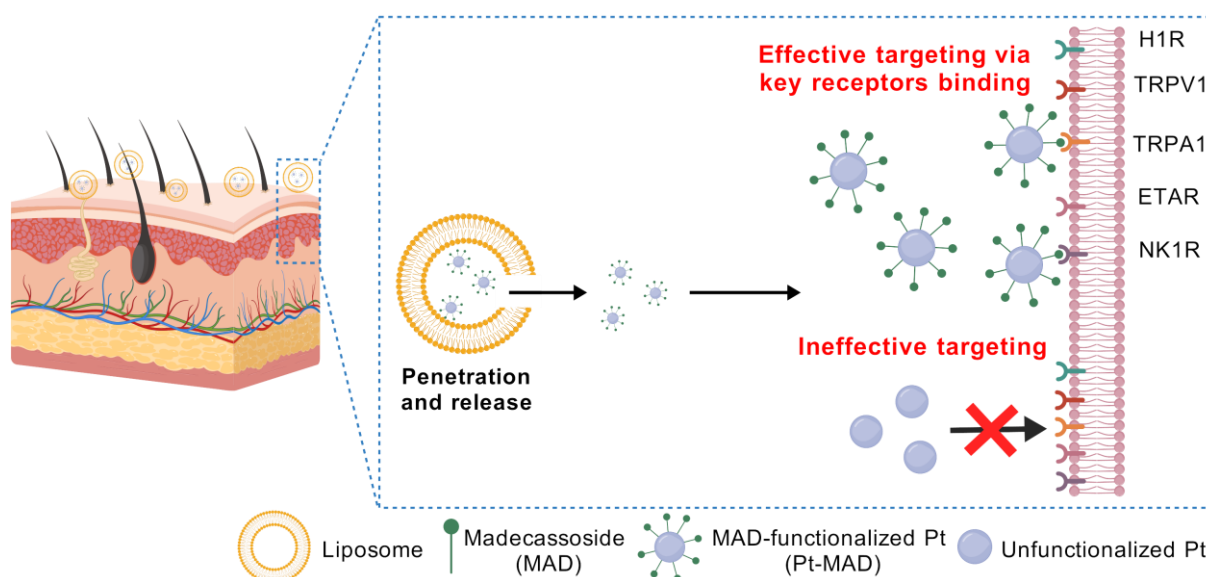 Effective targeting via
key receptors binding
H1R
TRPV1
TRPA1
ETAR
NK1R
Penetration
and release
Ineffective targeting
Liposome
Madecassoside
(MAD)
MAD-functionalized Pt
(Pt-MAD)
Unfunctionalized Pt